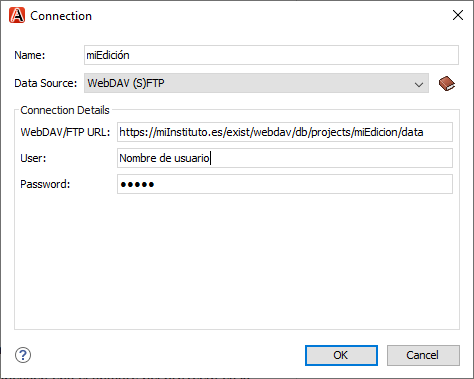 Connection
Name: miEdición
Data Source: WebDAV (S)FTP
Connection Details
WebDAV/FTP URL: https://miInstituto.es/exist/webdav/db/projects/miEdicion/data
User: Nombre de usuario
Password: •••••
? OK Cancel